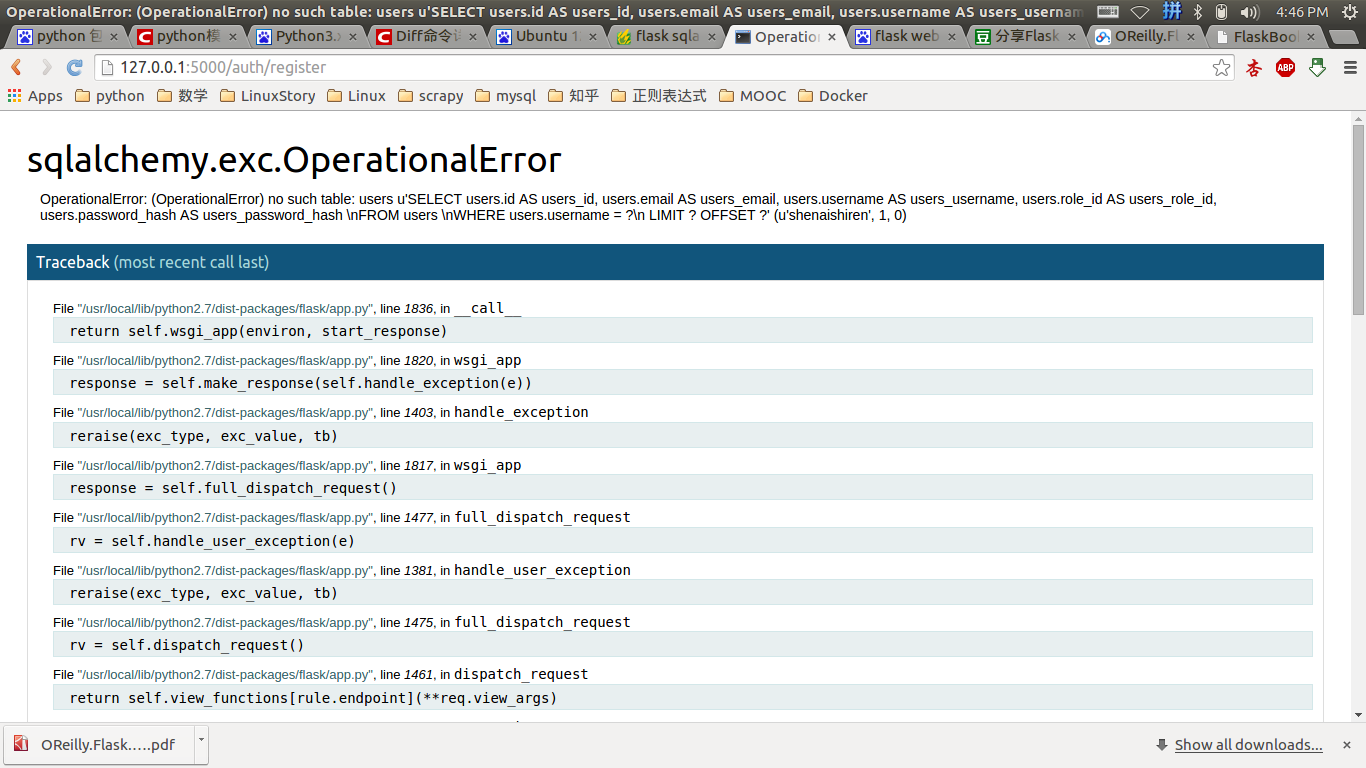 OperationalError: (OperationalError) no such table: users u'SELECT users.id AS users_id, users.email AS users_email, users.username AS users_usernam
4:46 PM
python 包
python模
Python3.x
Diff命令详
Ubuntu 1
flask sqla
Operation
flask web
分享Flask
OReilly.Fl
FlaskBool
127.0.0.1:5000/auth/register
Apps python 数学 LinuxStory Linux scrapy mysql 知乎 正则表达式 MOOC Docker
sqlalchemy.exc.OperationalError
OperationalError: (OperationalError) no such table: users u'SELECT users.id AS users_id, users.email AS users_email, users.username AS users_username, users.role_id AS users_role_id,
users.password_hash AS users_password_hash \nFROM users \nWHERE users.username = ?\n LIMIT ? OFFSET ?' (u'shenaishiren', 1, 0)
Traceback (most recent call last)
File "/usr/local/lib/python2.7/dist-packages/flask/app.py", line 1836, in __call__
return self.wsgi_app(environ, start_response)
File "/usr/local/lib/python2.7/dist-packages/flask/app.py", line 1820, in wsgi_app
response = self.make_response(self.handle_exception(e))
File "/usr/local/lib/python2.7/dist-packages/flask/app.py", line 1403, in handle_exception
reraise(exc_type, exc_value, tb)
File "/usr/local/lib/python2.7/dist-packages/flask/app.py", line 1817, in wsgi_app
response = self.full_dispatch_request()
File "/usr/local/lib/python2.7/dist-packages/flask/app.py", line 1477, in full_dispatch_request
rv = self.handle_user_exception(e)
File "/usr/local/lib/python2.7/dist-packages/flask/app.py", line 1381, in handle_user_exception
reraise(exc_type, exc_value, tb)
File "/usr/local/lib/python2.7/dist-packages/flask/app.py", line 1475, in full_dispatch_request
rv = self.dispatch_request()
File "/usr/local/lib/python2.7/dist-packages/flask/app.py", line 1461, in dispatch_request
return self.view_functions[rule.endpoint](**req.view_args)
OReilly.Flask.....pdf
Show all downloads...